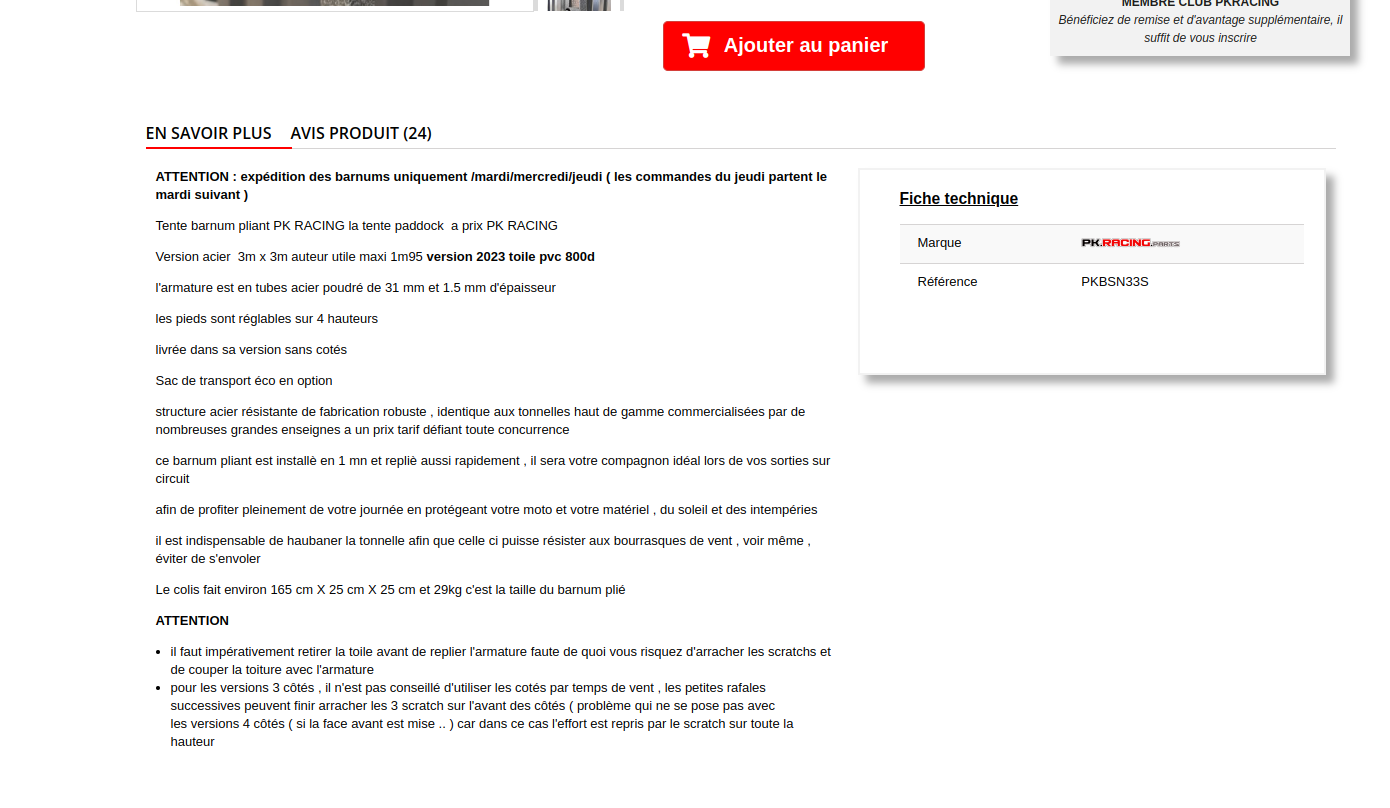 MEMBRE CLUB PKRACING
Bénéficiez de remise et d'avantage supplémentaire, il
suffit de vous inscrire
Ajouter au panier
EN SAVOIR PLUS AVIS PRODUIT (24)
ATTENTION : expédition des barnums uniquement /mardi/mercredi/jeudi ( les commandes du jeudi partent le
mardi suivant )
Tente barnum pliant PK RACING la tente paddock  a prix PK RACING
Version acier  3m x 3m auteur utile maxi 1m95 version 2023 toile pvc 800d
l'armature est en tubes acier poudré de 31 mm et 1.5 mm d'épaisseur
les pieds sont réglables sur 4 hauteurs
livrée dans sa version sans cotés
Sac de transport éco en option
structure acier résistante de fabrication robuste , identique aux tonnelles haut de gamme commercialisées par de
nombreuses grandes enseignes a un prix tarif défiant toute concurrence
ce barnum pliant est installè en 1 mn et repliè aussi rapidement , il sera votre compagnon idéal lors de vos sorties sur
circuit
afin de profiter pleinement de votre journée en protégeant votre moto et votre matériel , du soleil et des intempéries
il est indispensable de haubaner la tonnelle afin que celle ci puisse résister aux bourrasques de vent , voir même ,
éviter de s'envoler
Le colis fait environ 165 cm X 25 cm X 25 cm et 29kg c'est la taille du barnum plié
ATTENTION
• il faut impérativement retirer la toile avant de replier l'armature faute de quoi vous risquez d'arracher les scratchs et
de couper la toiture avec l'armature
• pour les versions 3 côtés , il n'est pas conseillé d'utiliser les cotés par temps de vent , les petites rafales
successives peuvent finir arracher les 3 scratch sur l'avant des côtés ( problème qui ne se pose pas avec
les versions 4 côtés ( si la face avant est mise .. ) car dans ce cas l'effort est repris par le scratch sur toute la
hauteur
Fiche technique
Marque PK.RACING.PARTS
Référence PKBSN33S